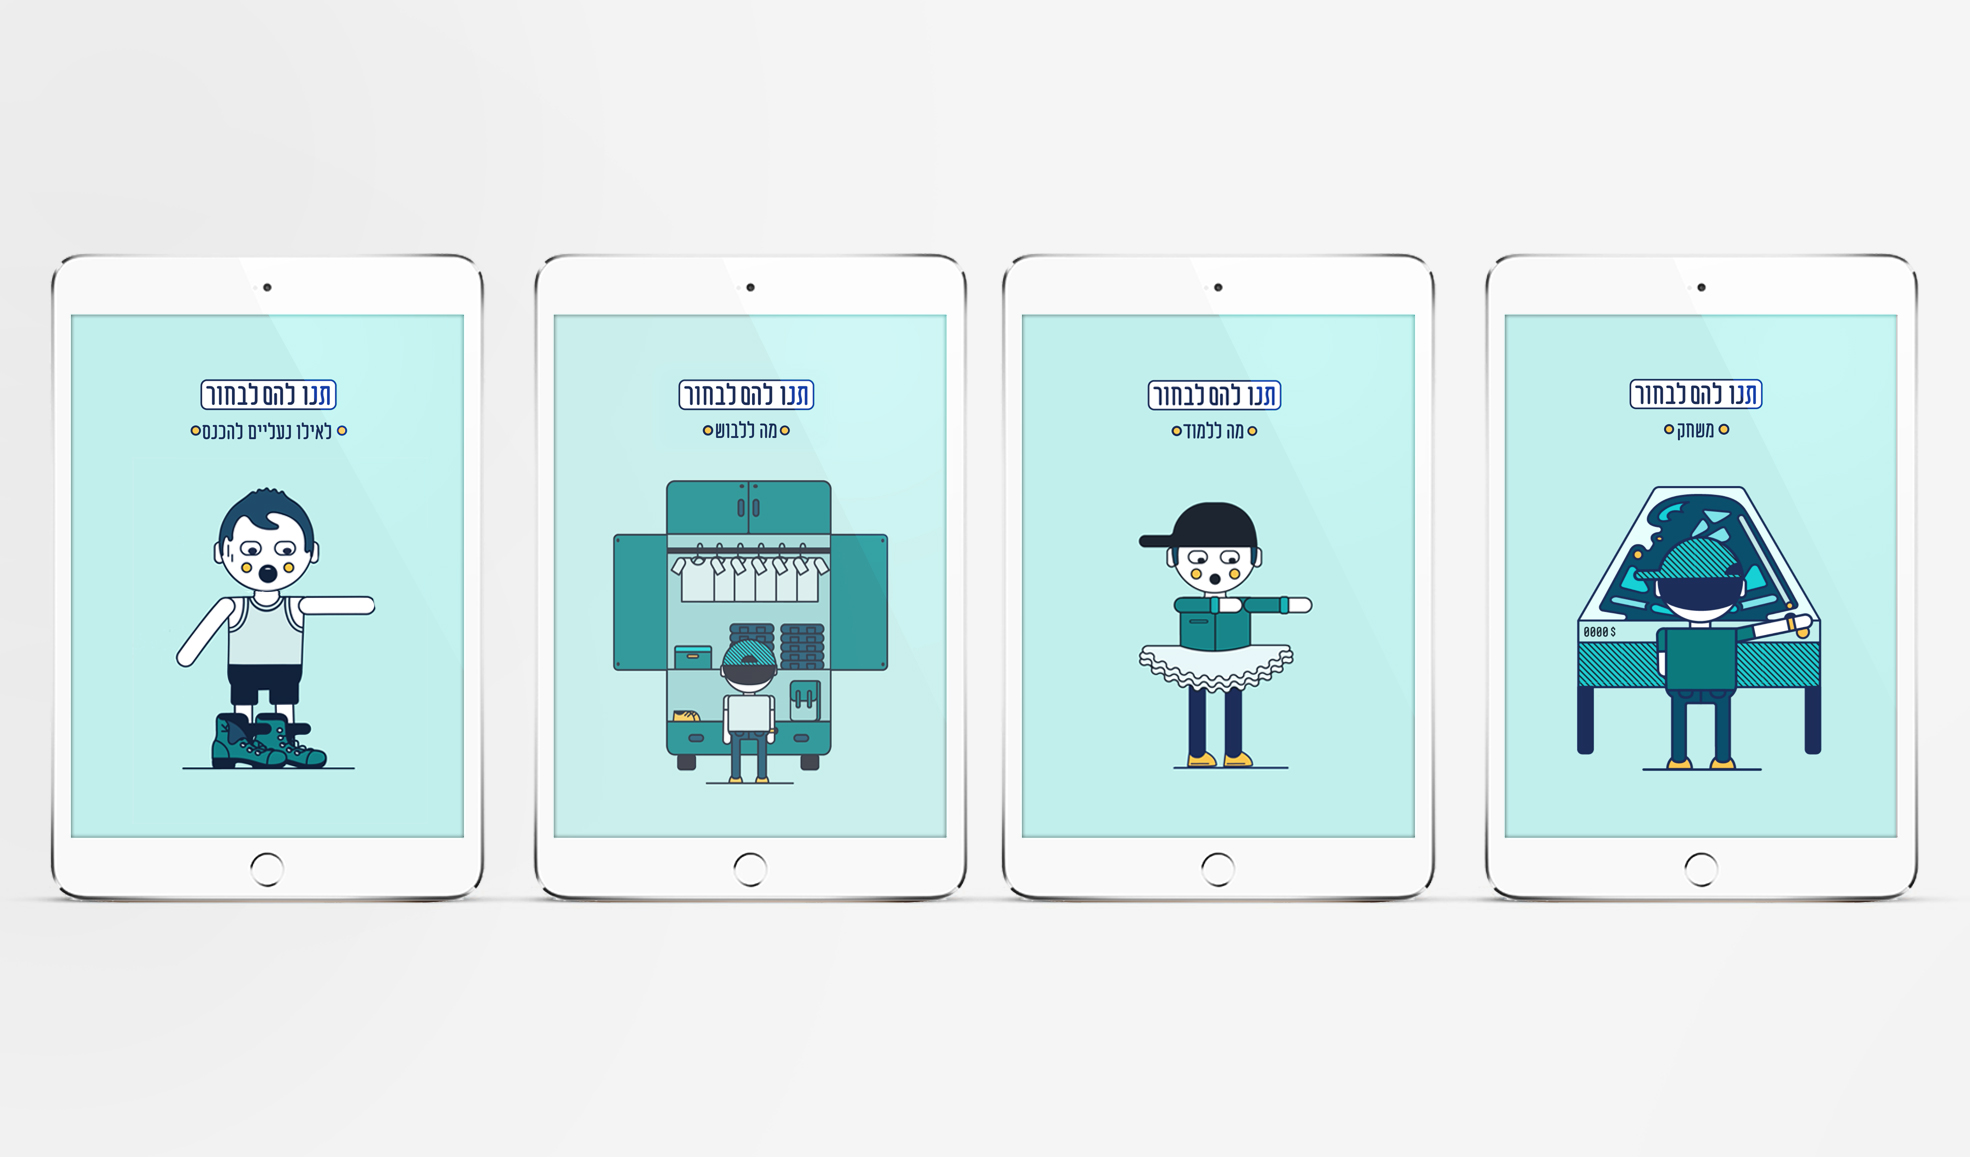 תנו להם לבחור
לאילו נעליים להכנס
תנו להם לבחור
מה ללבוש
תנו להם לבחור
מה ללמוד
תנו להם לבחור
משחק
0000$